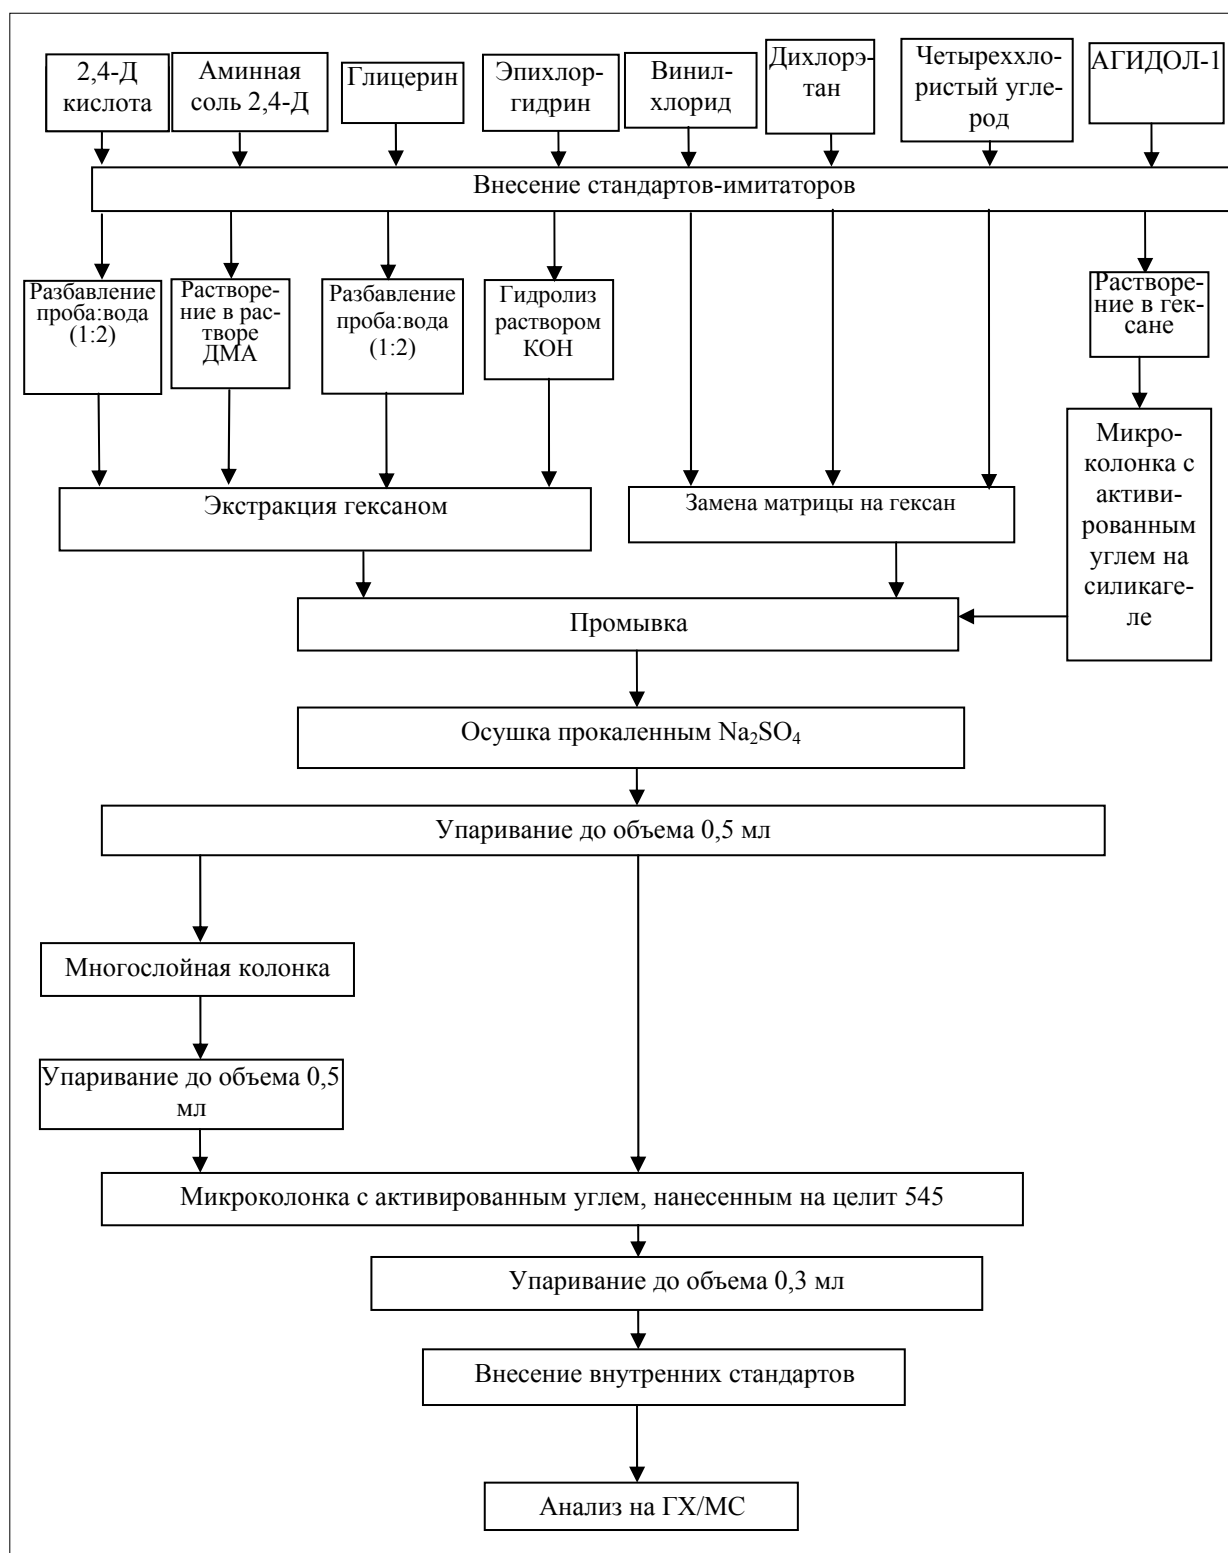 2,4-Д
кислота
Аминная
соль 2,4-Д
Глицерин
Эпихлор-
гидрин
Винил-
хлорид
Дихлорэ-
тан
Четыреххло-
ристый угле-
род
АГИДОЛ-1
Внесение стандартов-имитаторов
Разбавление
проба:вода
(1:2)
Растворе-
ние в рас-
творе
ДМА
Разбавление
проба:вода
(1:2)
Гидролиз
раствором
КОН
Растворе-
ние в гек-
сане
Экстракция гексаном
Замена матрицы на гексан
Микро-
колонка с
активи-
рованным
углем на
силикаге-
ле
Промывка
Осушка прокаленным Na₂SO₄
Упаривание до объема 0,5 мл
Многослойная колонка
Упаривание до объема 0,5
мл
Микроколонка с активированным углем, нанесенным на целит 545
Упаривание до объема 0,3 мл
Внесение внутренних стандартов
Анализ на ГХ/МС